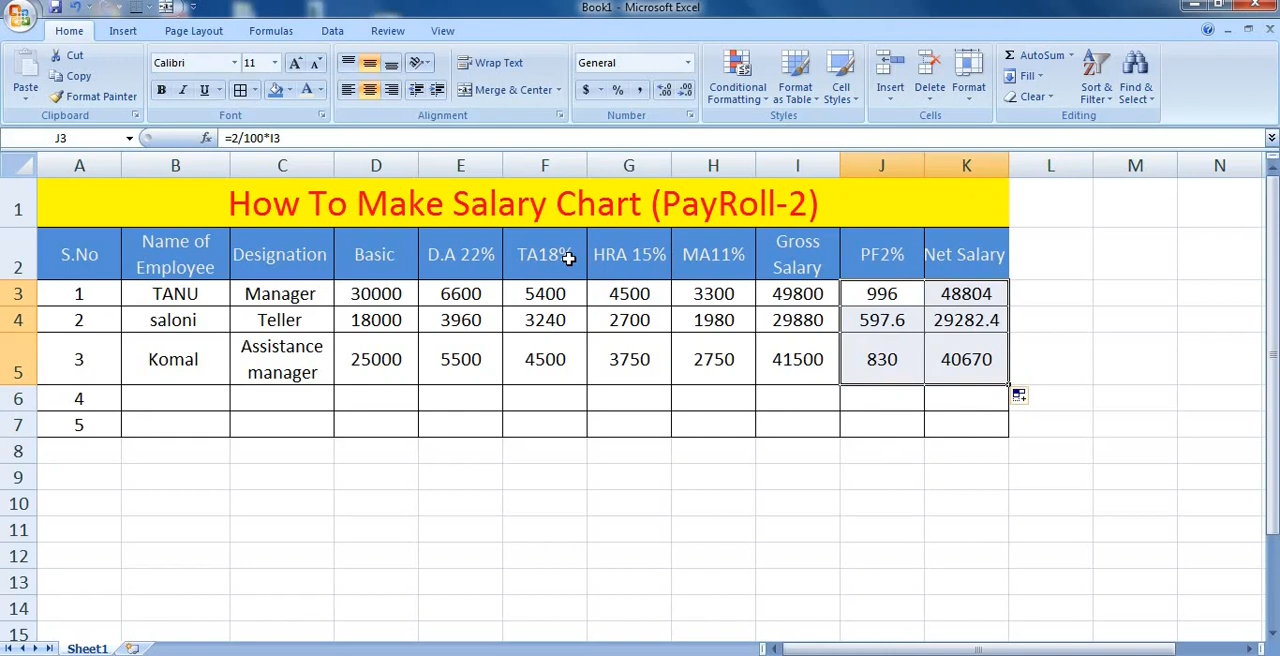 Book1 - Microsoft Excel
Home Insert Page Layout Formulas Data Review View
Cut
Copy
Format Painter
Paste
Clipboard
Calibri 11
B I U
Font
Wrap Text
Merge & Center
Alignment
General
$ % ,
Number
Conditional Formatting
Format as Table
Cell Styles
Styles
Insert Delete Format
Cells
Σ AutoSum
Fill
Clear
Sort & Filter
Find & Select
Editing
J3 fx =2/100*I3
A B C D E F G H I J K L M N
1 How To Make Salary Chart (PayRoll-2)
2 S.No Name of Employee Designation Basic D.A 22% TA18% HRA 15% MA11% Gross Salary PF2% Net Salary
3 1 TANU Manager 30000 6600 5400 4500 3300 49800 996 48804
4 2 saloni Teller 18000 3960 3240 2700 1980 29880 597.6 29282.4
5 3 Komal Assistance manager 25000 5500 4500 3750 2750 41500 830 40670
6 4
7 5
8
9
10
11
12
13
14
15
Sheet1